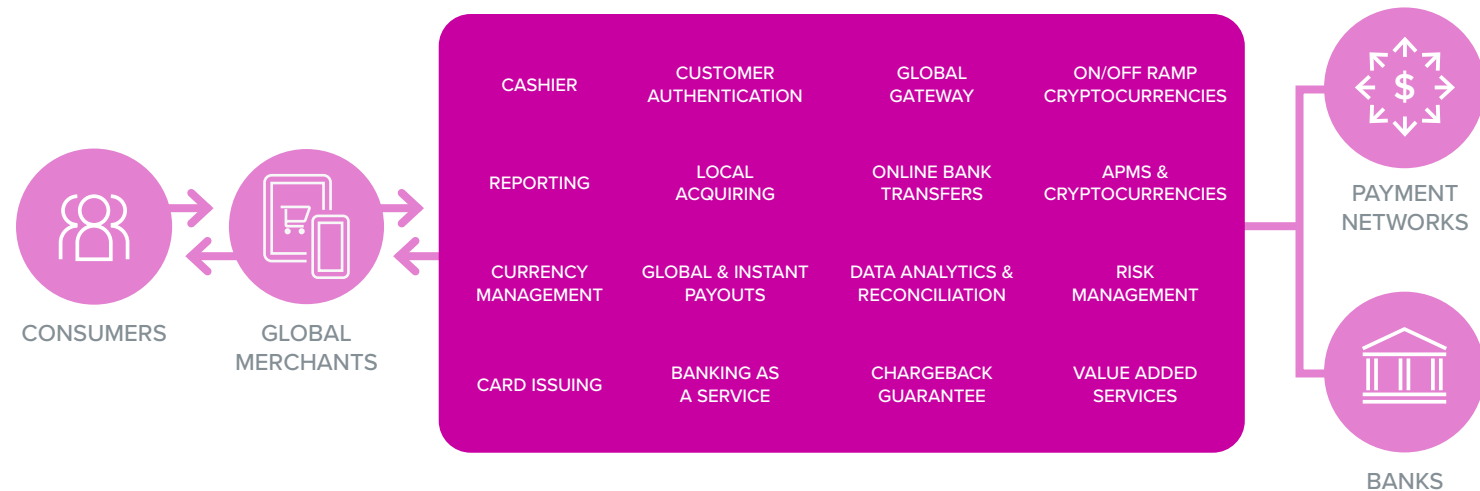 CONSUMERS
GLOBAL
MERCHANTS
CASHIER
CUSTOMER
AUTHENTICATION
GLOBAL
GATEWAY
ON/OFF RAMP
CRYPTOCURRENCIES
REPORTING
LOCAL
ACQUIRING
ONLINE BANK
TRANSFERS
APMS &
CRYPTOCURRENCIES
CURRENCY
MANAGEMENT
GLOBAL & INSTANT
PAYOUTS
DATA ANALYTICS &
RECONCILIATION
RISK
MANAGEMENT
CARD ISSUING
BANKING AS
A SERVICE
CHARGEBACK
GUARANTEE
VALUE ADDED
SERVICES
$
PAYMENT
NETWORKS
BANKS